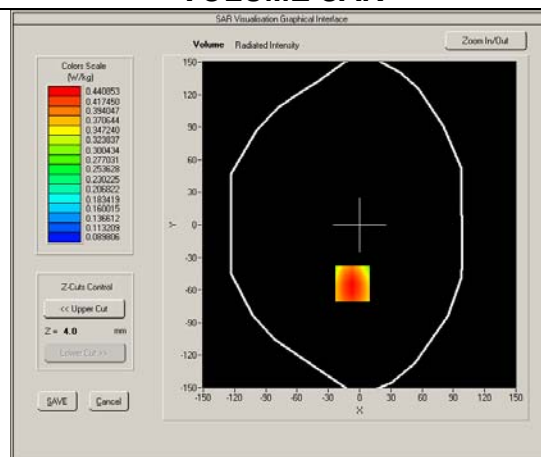 VOLUME SAR
SAR Visualisation Graphical Interface
Volume Radiated Intensity
Zoom In/Out
Colors Scale
(W/kg)
0.440853
0.417450
0.394047
0.370644
0.347240
0.323837
0.300434
0.277031
0.253628
0.230225
0.206822
0.183419
0.160015
0.136612
0.113209
0.089806
Z-Cuts Control
<< Upper Cut
Z = 4.0 mm
Lower Cut >>
SAVE Cancel
150
120
90
60
30
0
-30
-60
-90
-120
-150
Y
-150 -120 -90 -60 -30 0 30 60 90 120 150
X